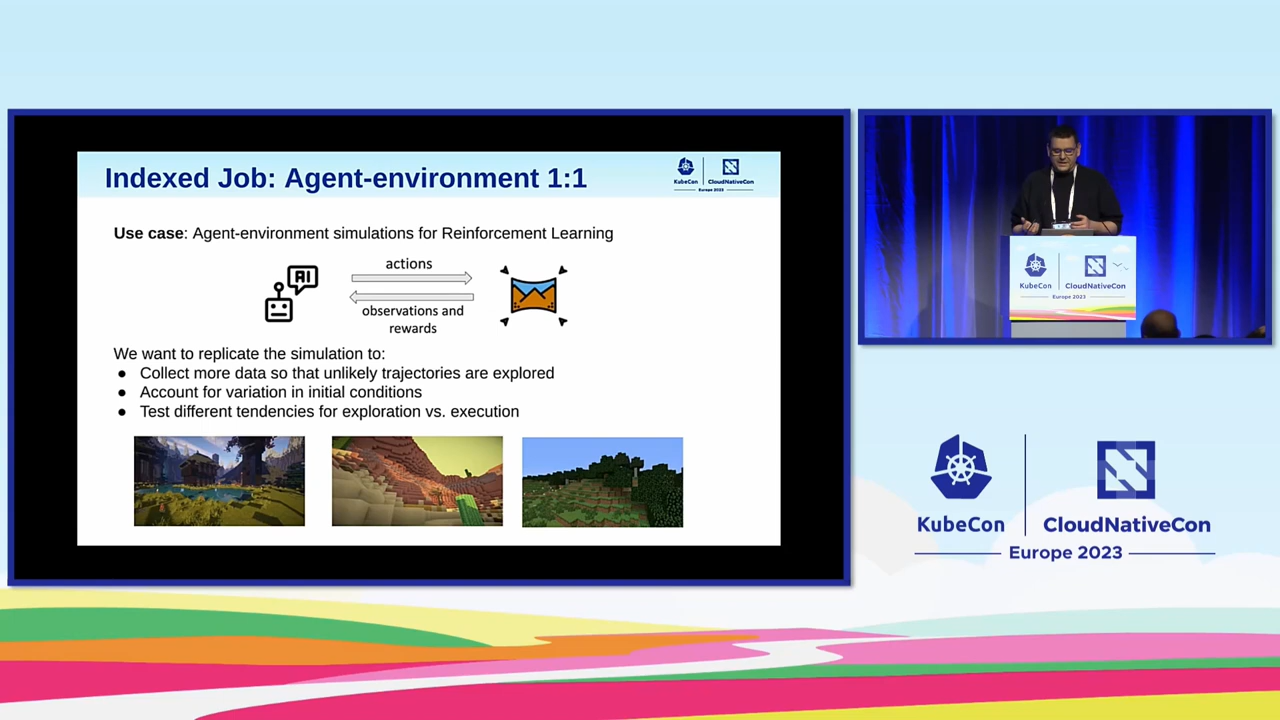 Indexed Job: Agent-environment 1:1
KubeCon
CloudNativeCon
Europe 2023
Use case: Agent-environment simulations for Reinforcement Learning
AI
actions
observations and
rewards
We want to replicate the simulation to:
● Collect more data so that unlikely trajectories are explored
● Account for variation in initial conditions
● Test different tendencies for exploration vs. execution
KubeCon
CloudNativeCon
Europe 2023
KubeCon
CloudNativeCon
Europe 2023